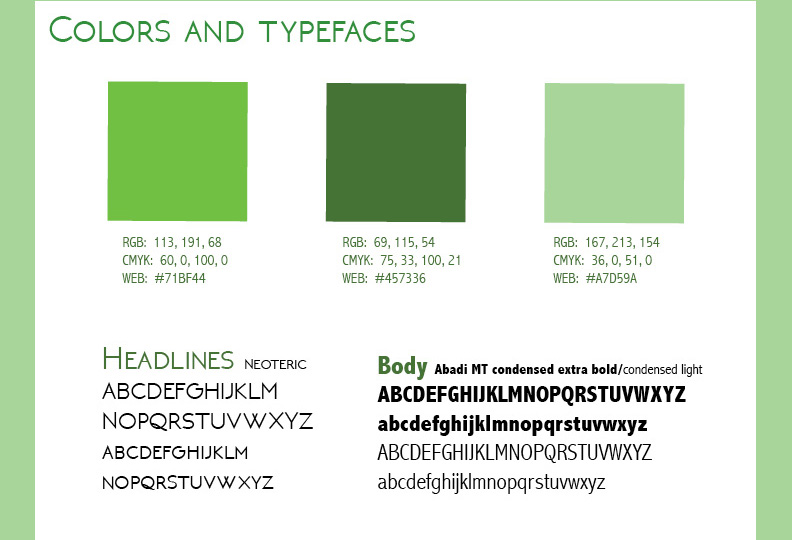 Colors and typefaces
RGB: 113, 191, 68
CMYK: 60, 0, 100, 0
WEB: #71BF44
RGB: 69, 115, 54
CMYK: 75, 33, 100, 21
WEB: #457336
RGB: 167, 213, 154
CMYK: 36, 0, 51, 0
WEB: #A7D59A
Headlines neoteric
ABCDEFGHIJKLM
NOPQRSTUVWXYZ
abcdefghijklm
nopqrstuvwxyz
Body Abadi MT condensed extra bold/condensed light
ABCDEFGHIJKLMNOPQRSTUVWXYZ
abcdefghijklmnopqrstuvwxyz
ABCDEFGHIJKLMNOPQRSTUVWXYZ
abcdefghijklmnopqrstuvwxyz